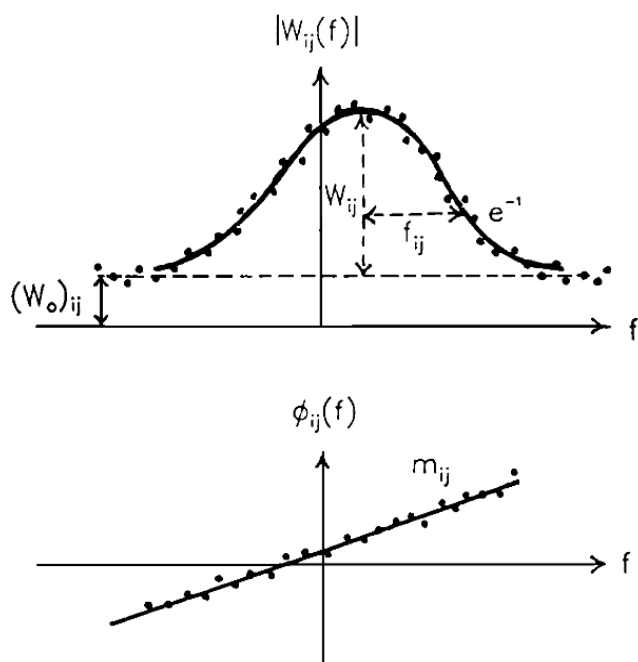 |W_ij(f)|
W_ij
e⁻¹
f_ij
(W_o)_ij
f
ϕ_ij(f)
m_ij
f